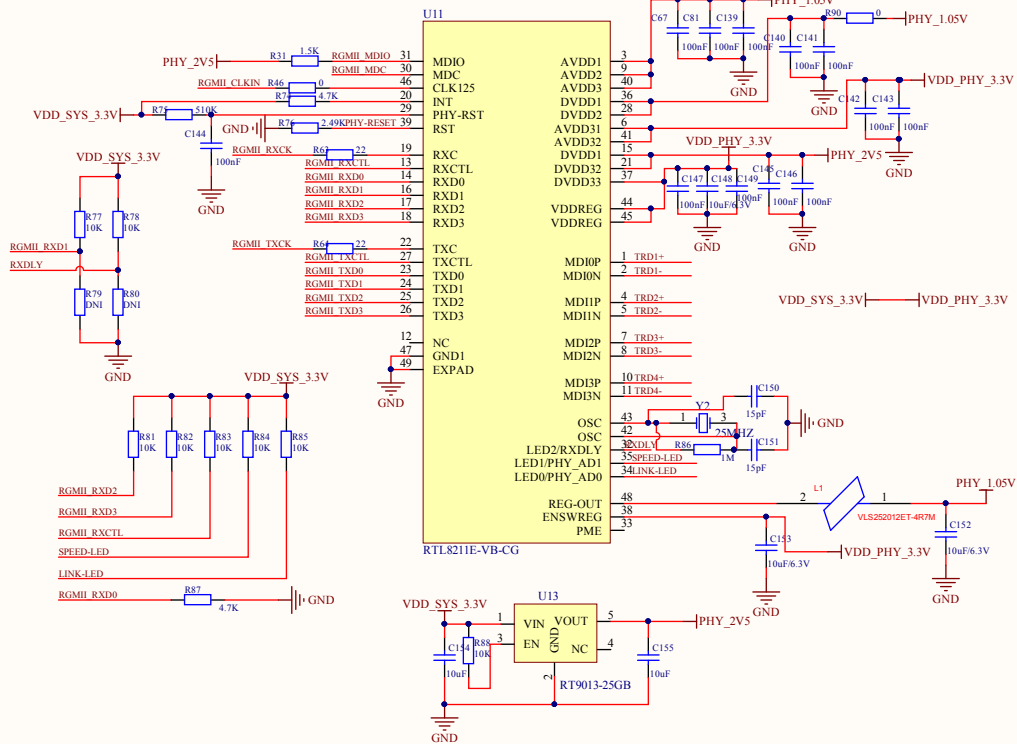 U11
PHY_1.05V
R90 0
PHY_1.05V
C67 C81 C139
100nF 100nF 100nF
C140 C141
100nF 100nF
GND
GND
PHY_2V5 R31 1.5K RGMII_MDIO 31 MDIO
RGMII_MDC 30 MDC
RGMII_CLKIN R46 0 46 CLK125
4.7K 20 INT
VDD_SYS_3.3V R75 510K 29 PHY-RST
GND R76 2.49K PHY-RESET 39 RST
C144
100nF
GND
RGMII_RXCK R63 22 19 RXC
RGMII_RXCTL 13 RXCTL
RGMII_RXD0 14 RXD0
RGMII_RXD1 16 RXD1
RGMII_RXD2 17 RXD2
RGMII_RXD3 18 RXD3
RGMII_TXCK R64 22 22 TXC
RGMII_TXCTL 27 TXCTL
RGMII_TXD0 23 TXD0
RGMII_TXD1 24 TXD1
RGMII_TXD2 25 TXD2
RGMII_TXD3 26 TXD3
12 NC
47 GND1
49 EXPAD
GND
AVDD1 3
AVDD2 9
AVDD3 40
DVDD1 36
DVDD2 28
AVDD31 6
AVDD32 41
DVDD1 15
DVDD32 21
DVDD33 37
VDDREG 44
VDDREG 45
MDI0P 1 TRD1+
MDI0N 2 TRD1-
MDI1P 4 TRD2+
MDI1N 5 TRD2-
MDI2P 7 TRD3+
MDI2N 8 TRD3-
MDI3P 10 TRD4+
MDI3N 11 TRD4-
OSC 43
OSC 42
LED2/RXDLY 32
LED1/PHY_AD1 35 SPEED-LED
LED0/PHY_AD0 34 LINK-LED
REG-OUT 48
ENSWREG 38
PME 33
RTL8211E-VB-CG
VDD_PHY_3.3V
C142 C143
100nF 100nF
GND
VDD_PHY_3.3V
PHY_2V5
C147 C148 C149
100nF 10uF/6.3V 100nF
GND
C145 C146
100nF 100nF
GND
VDD_SYS_3.3V VDD_PHY_3.3V
Y2
1 3
25MHZ
R86
1M
C150
15pF
C151
15pF
GND
L1
2 1
VLS252012ET-4R7M
PHY_1.05V
C152
10uF/6.3V
GND
C153
10uF/6.3V
GND
VDD_PHY_3.3V
VDD_SYS_3.3V
R77
10K
R78
10K
RGMII_RXD1
RXDLY
R79
DNI
R80
DNI
GND
VDD_SYS_3.3V
R81
10K
R82
10K
R83
10K
R84
10K
R85
10K
RGMII_RXD2
RGMII_RXD3
RGMII_RXCTL
SPEED-LED
LINK-LED
RGMII_RXD0 R87
4.7K
GND
VDD_SYS_3.3V
U13
1 VIN
3 EN
GND
2
VOUT 5
NC 4
PHY_2V5
RT9013-25GB
C154
10uF
R88
10K
C155
10uF
GND